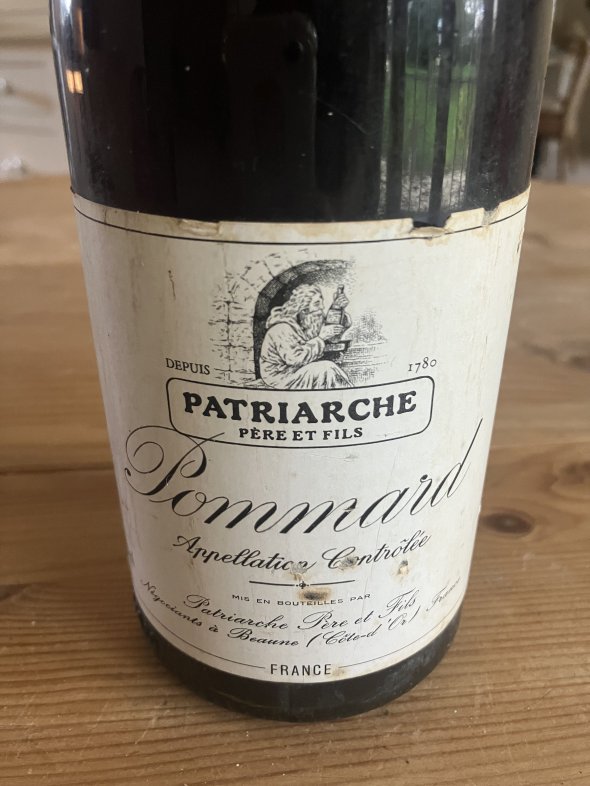 DEPUIS 1780
PATRIARCHE
PÈRE ET FILS
Pommard
Appellation Contrôlée
MIS EN BOUTEILLES PAR
Patriarche Père et Fils
Négociants à Beaune (Côte-d'Or) France
FRANCE